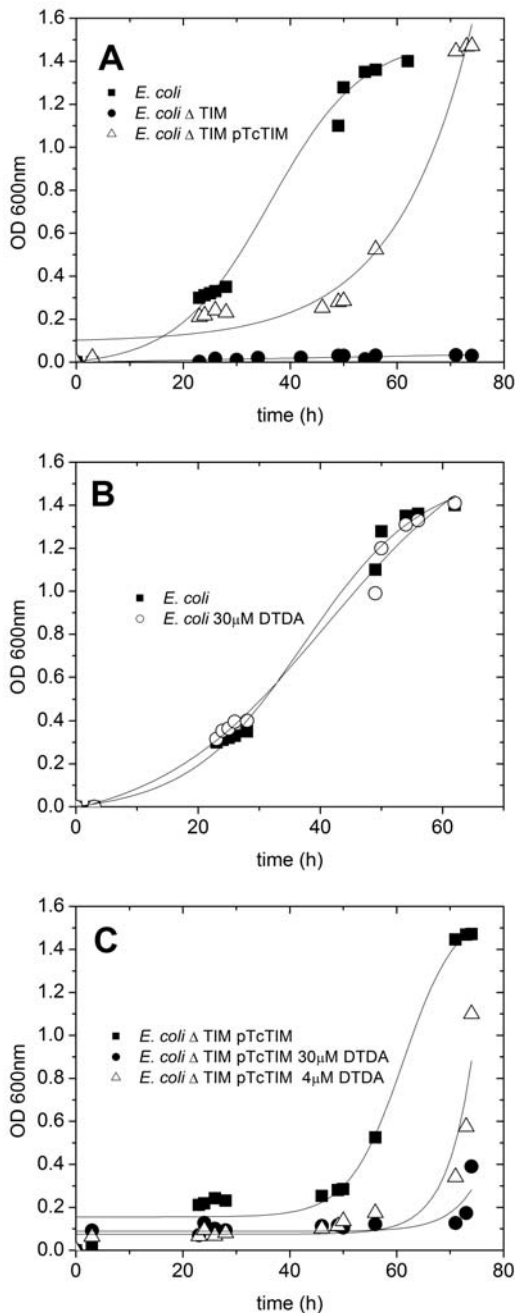 A
E. coli
E. coli Δ TIM
E. coli Δ TIM pTcTIM
OD 600nm
1.6
1.4
1.2
1.0
0.8
0.6
0.4
0.2
0.0
0 20 40 60 80
time (h)
B
E. coli
E. coli 30μM DTDA
OD 600nm
1.6
1.4
1.2
1.0
0.8
0.6
0.4
0.2
0.0
0 20 40 60
time (h)
C
E. coli Δ TIM pTcTIM
E. coli Δ TIM pTcTIM 30μM DTDA
E. coli Δ TIM pTcTIM 4μM DTDA
OD 600nm
1.6
1.4
1.2
1.0
0.8
0.6
0.4
0.2
0.0
0 20 40 60 80
time (h)